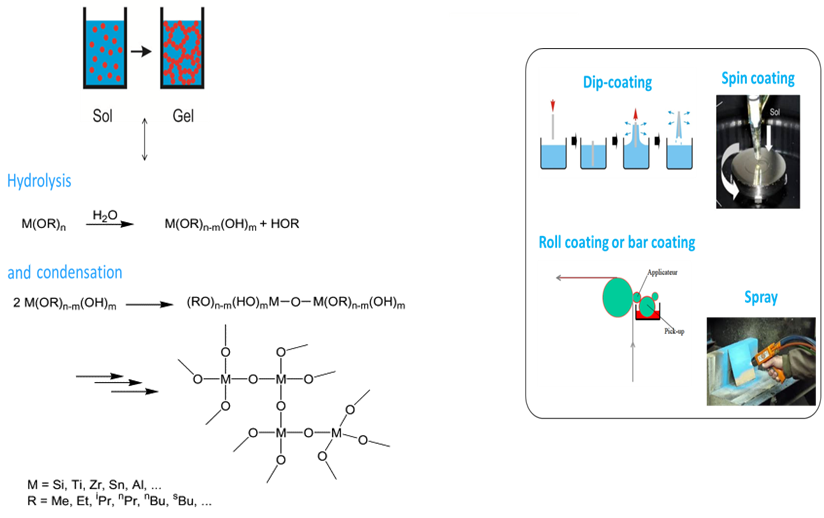 Sol
Gel
Hydrolysis
M(OR)ₙ
H₂O
M(OR)ₙ₋ₘ(OH)ₘ + HOR
and condensation
2 M(OR)ₙ₋ₘ(OH)ₘ
(RO)ₙ₋ₘ(HO)ₘM–O–M(OR)ₙ₋ₘ(OH)ₘ
O O
O–M–O–M–O
O O
O–M–O–M–O
O O
M = Si, Ti, Zr, Sn, Al, ...
R = Me, Et, ⁱPr, ⁿPr, ⁿBu, ˢBu, ...
Dip-coating
Spin coating
Sol
Roll coating or bar coating
Applicateur
Pick-up
Spray